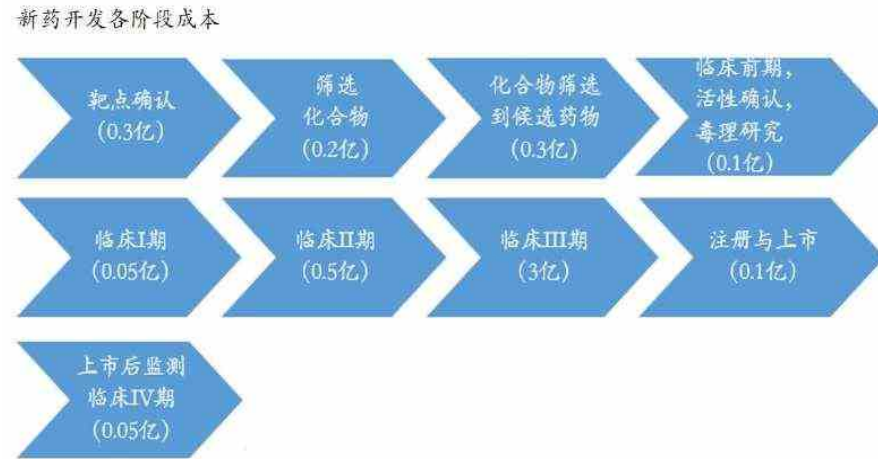 新药开发各阶段成本
靶点确认
(0.3亿)
筛选
化合物
(0.2亿)
化合物筛选
到候选药物
(0.3亿)
临床前期，
活性确认，
毒理研究
(0.1亿)
临床I期
(0.05亿)
临床II期
(0.5亿)
临床III期
(3亿)
注册与上市
(0.1亿)
上市后监测
临床IV期
(0.05亿)